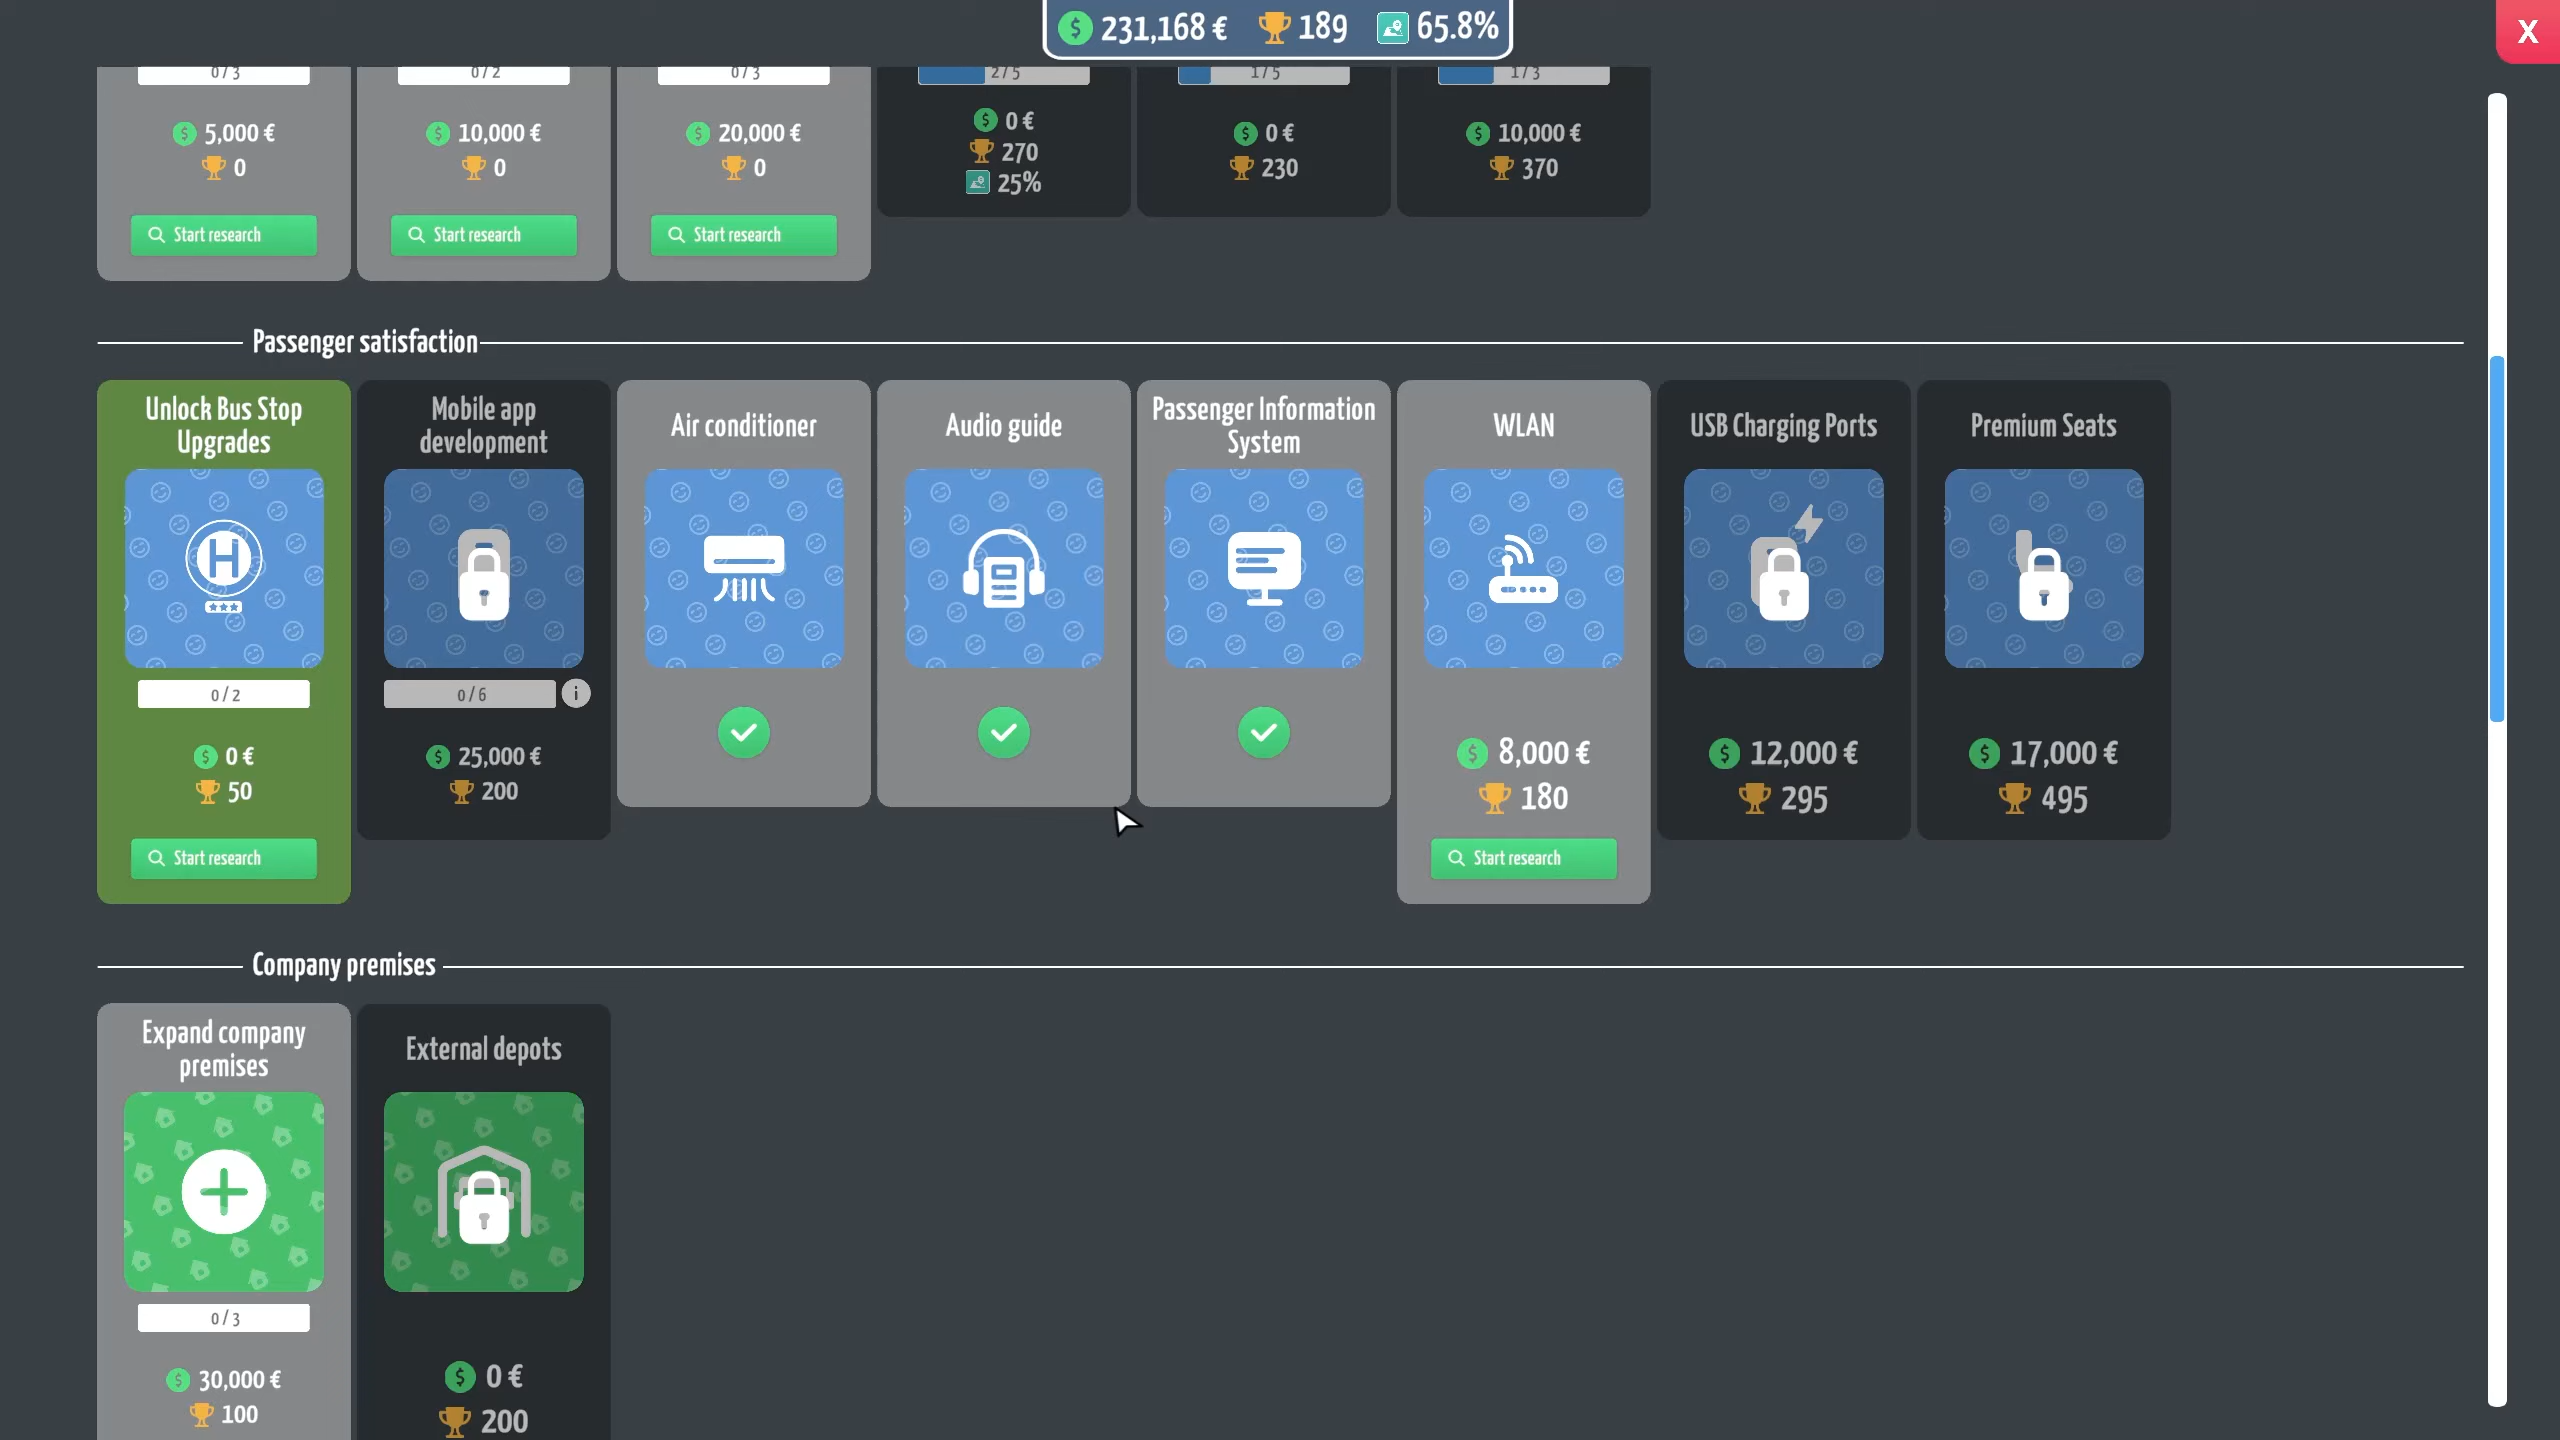 231,168 € 189 65.8%
X
0 / 3 0 / 2 0 / 3 2 / 5 1 / 5 1 / 3
5,000 € 10,000 € 20,000 € 0 € 0 € 10,000 €
0 0 0 270 230 370
25%
Start research Start research Start research
Passenger satisfaction
Unlock Bus Stop
Upgrades
H
0 / 2
0 €
50
Start research
Mobile app
development
0 / 6 i
25,000 €
200
Air conditioner
Audio guide
Passenger Information
System
WLAN
8,000 €
180
Start research
USB Charging Ports
12,000 €
295
Premium Seats
17,000 €
495
Company premises
Expand company
premises
0 / 3
30,000 €
100
External depots
0 €
200